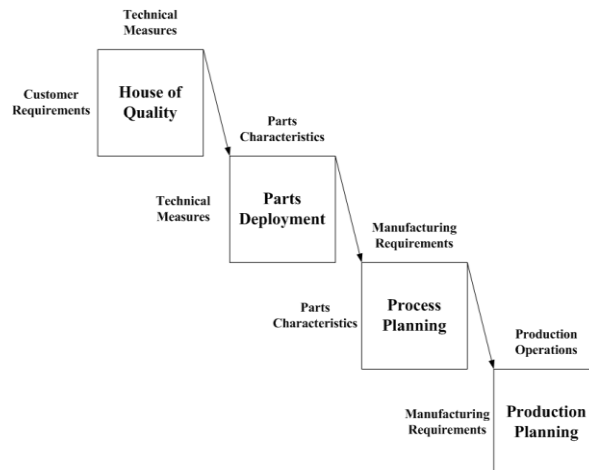 Technical
Measures
Customer
Requirements
House of
Quality
Parts
Characteristics
Technical
Measures
Parts
Deployment
Manufacturing
Requirements
Parts
Characteristics
Process
Planning
Production
Operations
Manufacturing
Requirements
Production
Planning